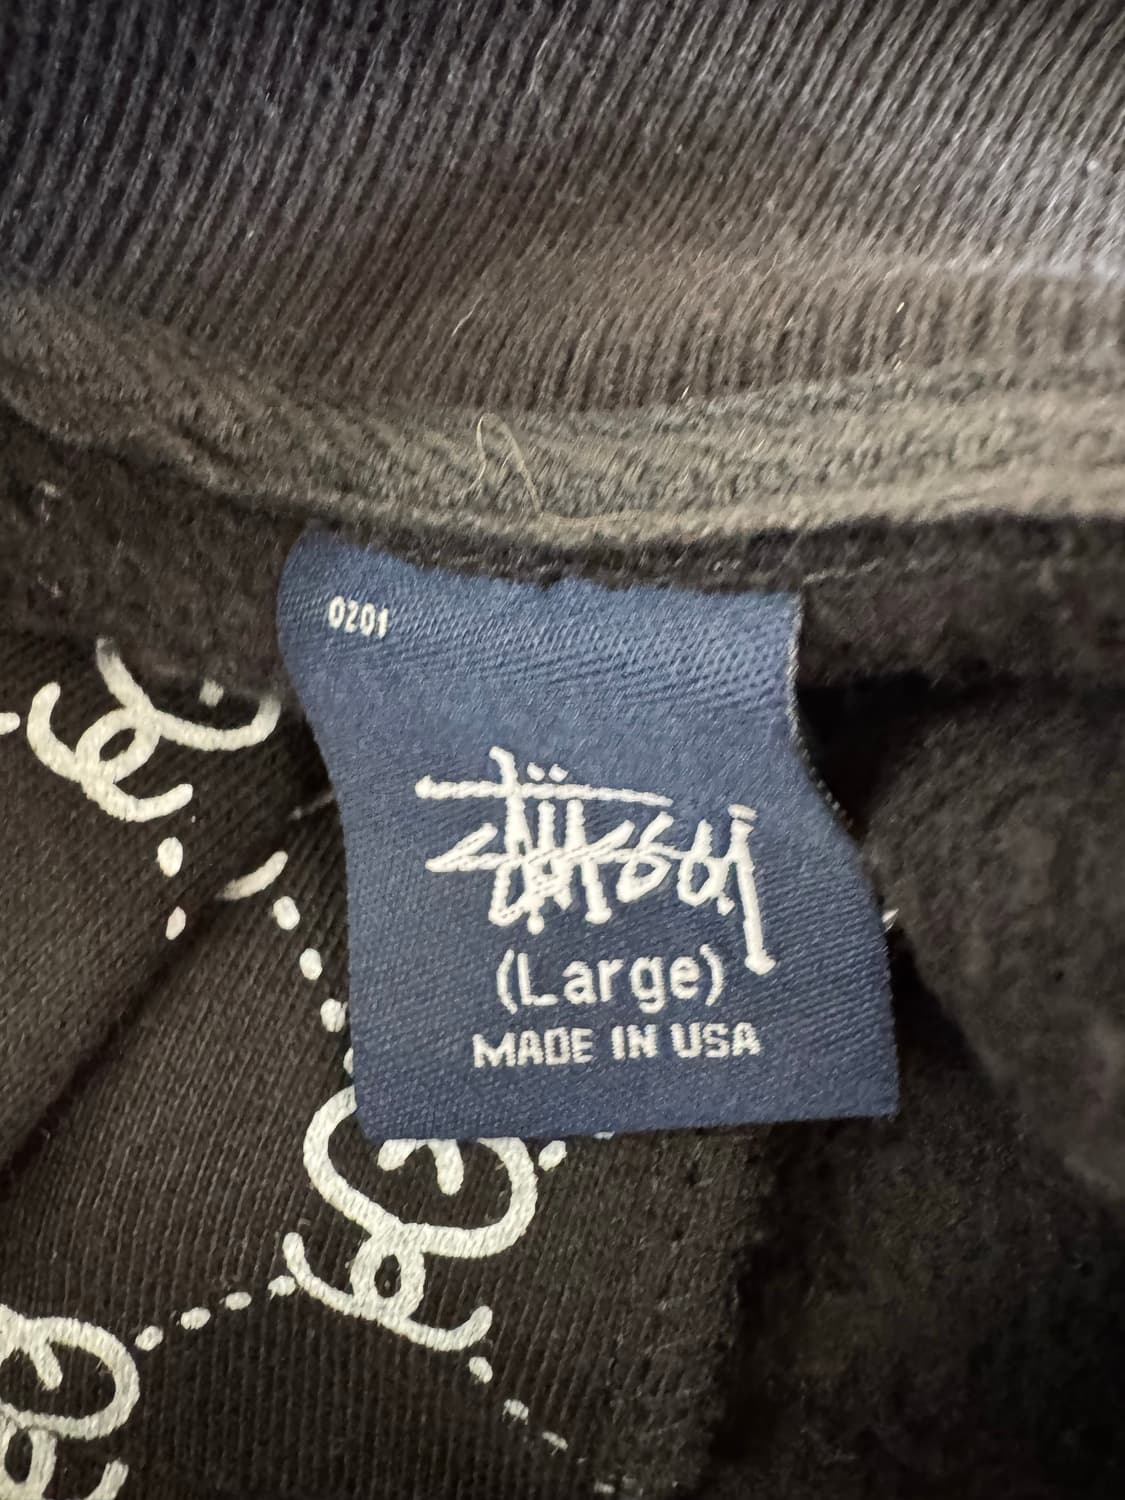 0201
Stüssy
(Large)
MADE IN USA